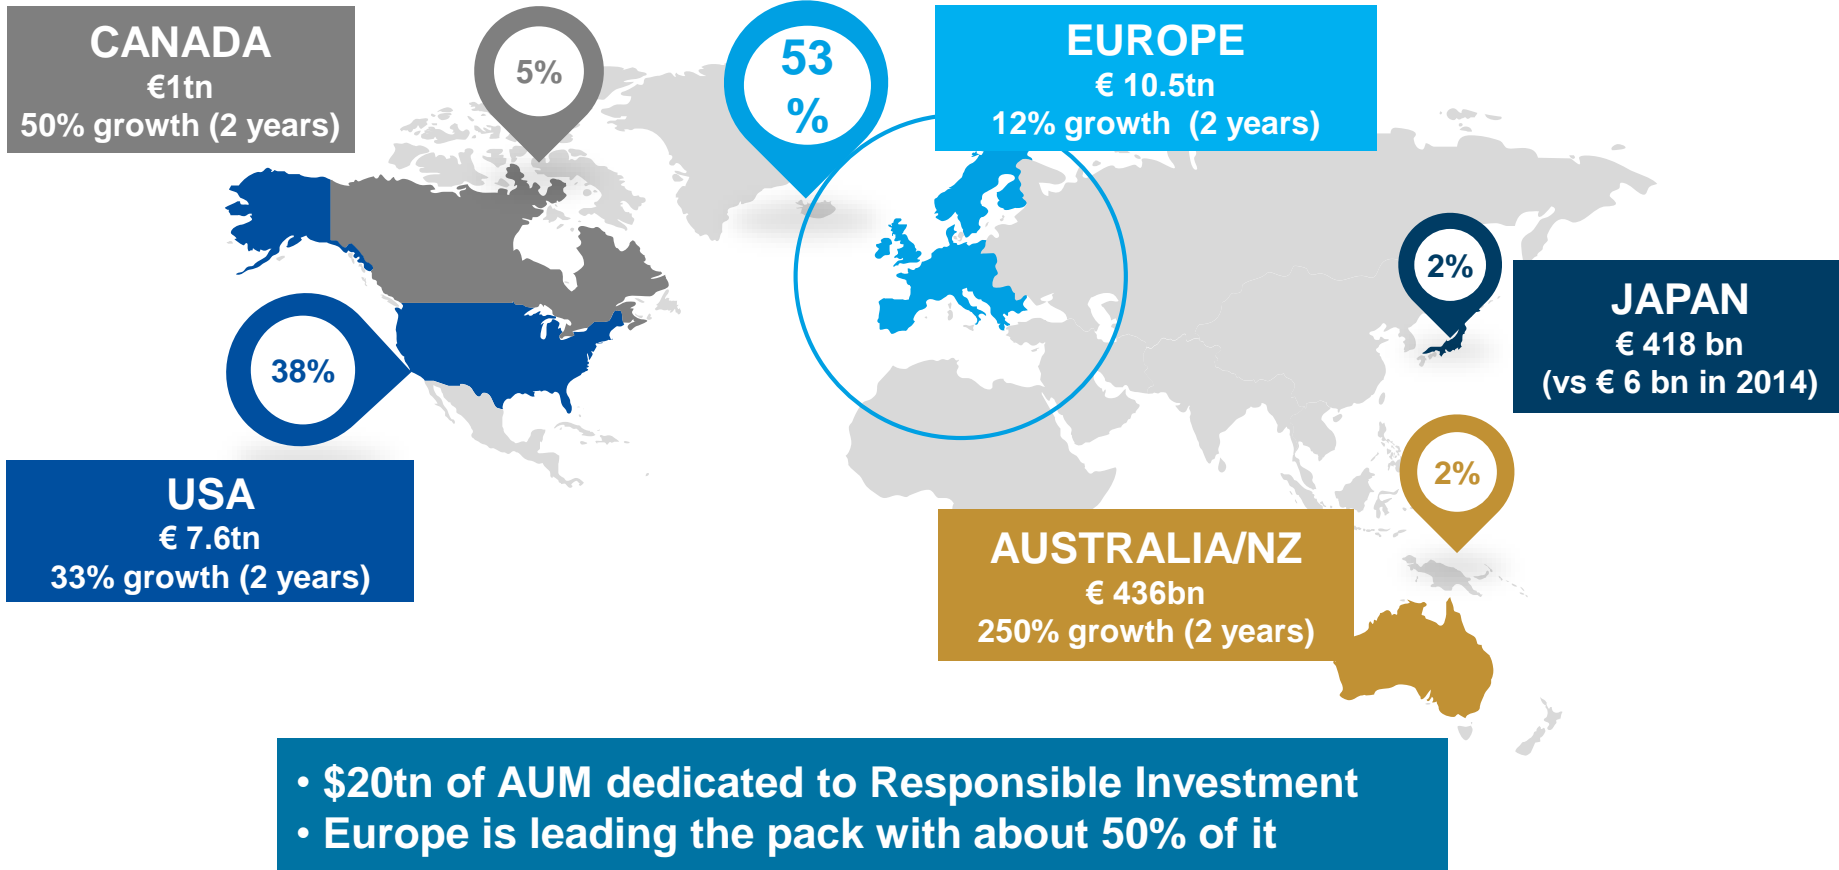 CANADA
€1tn
50% growth (2 years)
5%
53
%
EUROPE
€ 10.5tn
12% growth  (2 years)
38%
USA
€ 7.6tn
33% growth (2 years)
2%
JAPAN
€ 418 bn
(vs € 6 bn in 2014)
2%
AUSTRALIA/NZ
€ 436bn
250% growth (2 years)
• $20tn of AUM dedicated to Responsible Investment
• Europe is leading the pack with about 50% of it